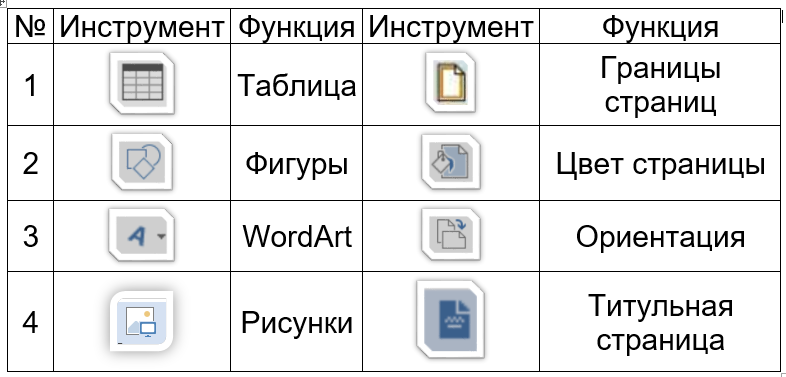 № Инструмент Функция Инструмент Функция
1 Таблица Границы
страниц
2 Фигуры Цвет страницы
3 WordArt Ориентация
4 Рисунки Титульная
страница